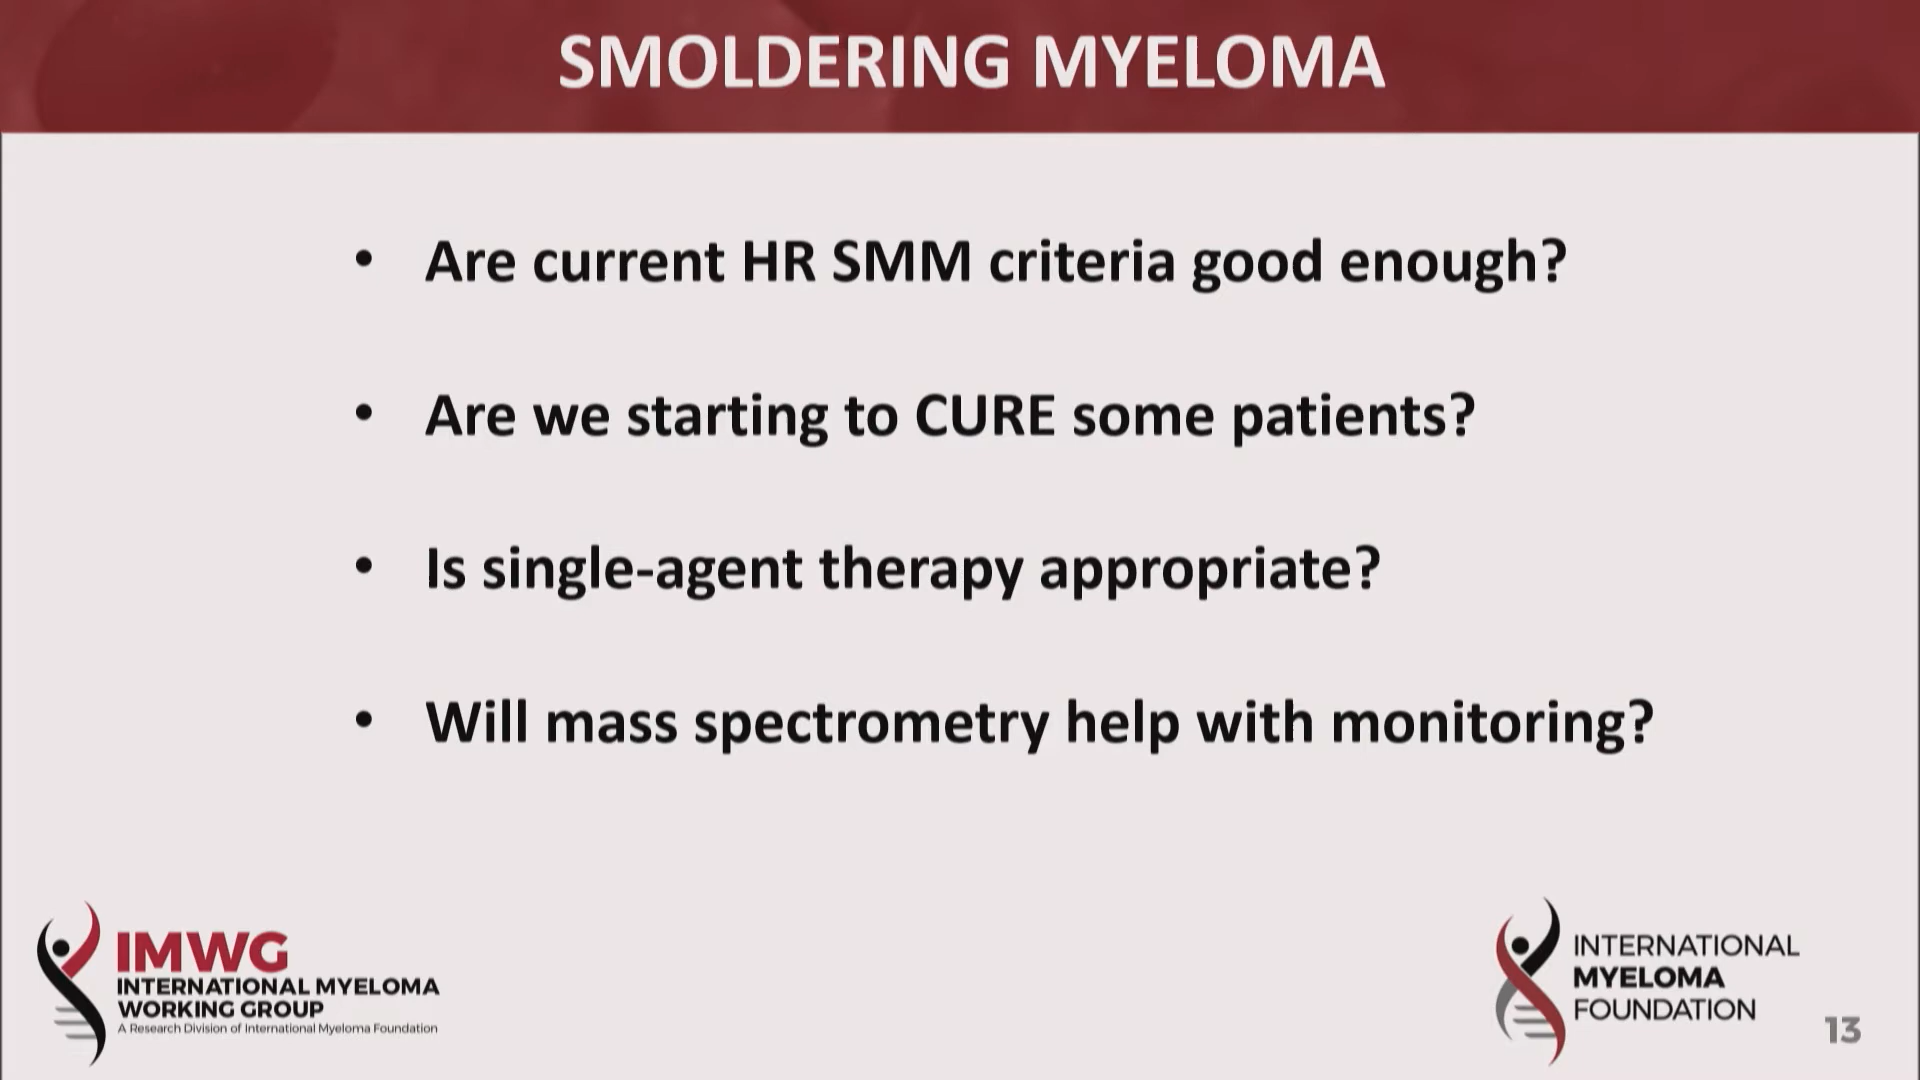 SMOLDERING MYELOMA
• Are current HR SMM criteria good enough?
• Are we starting to CURE some patients?
• Is single-agent therapy appropriate?
• Will mass spectrometry help with monitoring?
IMWG
INTERNATIONAL MYELOMA
WORKING GROUP
A Research Division of International Myeloma Foundation
INTERNATIONAL
MYELOMA
FOUNDATION
13